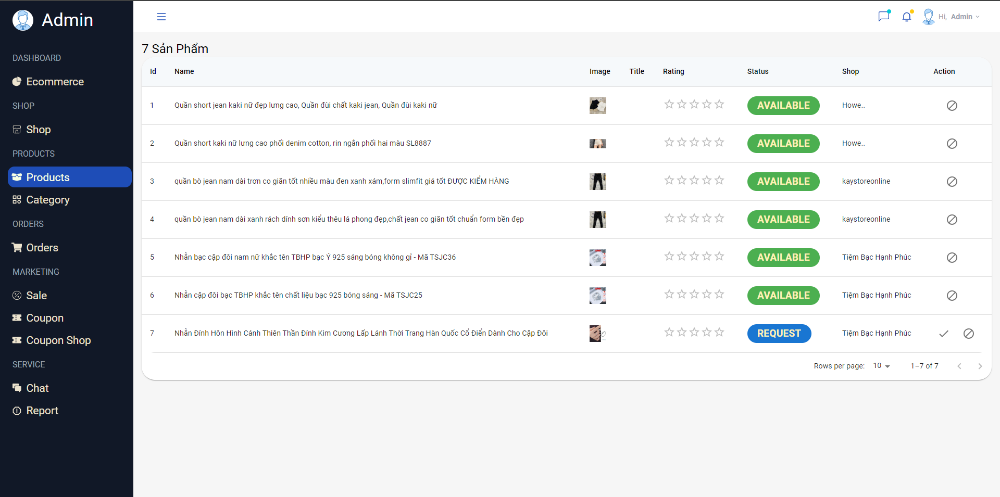 Admin
Hi, Admin
DASHBOARD
Ecommerce
SHOP
Shop
PRODUCTS
Products
Category
ORDERS
Orders
MARKETING
Sale
Coupon
Coupon Shop
SERVICE
Chat
Report
7 Sản Phẩm
Id Name Image Title Rating Status Shop Action
1 Quần short jean kaki nữ đẹp lưng cao, Quần đùi chất kaki jean, Quần đùi kaki nữ AVAILABLE Howe..
2 Quần short kaki nữ lưng cao phối denim cotton, rin ngắn phối hai màu SL8887 AVAILABLE Howe..
3 quần bò jean nam dài trơn co giãn tốt nhiều màu đen xanh xám,form slimfit giá tốt ĐƯỢC KIỂM HÀNG AVAILABLE kaystoreonline
4 quần bò jean nam dài xanh rách dính sơn kiểu thêu lá phong đẹp,chất jean co giãn tốt chuẩn form bền đẹp AVAILABLE kaystoreonline
5 Nhẫn bạc cặp đôi nam nữ khắc tên TBHP bạc Ý 925 sáng bóng không gỉ - Mã TSJC36 AVAILABLE Tiệm Bạc Hạnh Phúc
6 Nhẫn cặp đôi bạc TBHP khắc tên chất liệu bạc 925 bóng sáng - Mã TSJC25 AVAILABLE Tiệm Bạc Hạnh Phúc
7 Nhẫn Đính Hôn Hình Cánh Thiên Thần Đính Kim Cương Lấp Lánh Thời Trang Hàn Quốc Cổ Điển Dành Cho Cặp Đôi REQUEST Tiệm Bạc Hạnh Phúc
Rows per page: 10 1–7 of 7